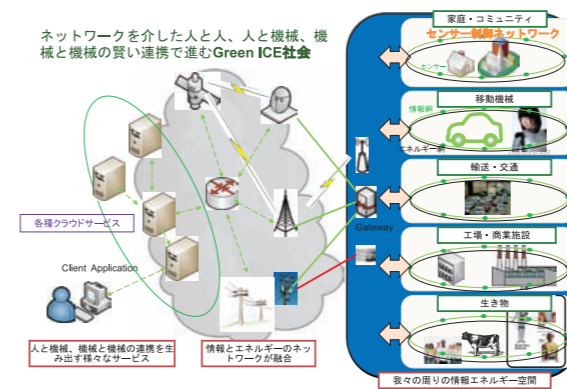 ネットワークを介した人と人、人と機械、機
械と機械の賢い連携で進むGreen ICE社会
各種クラウドサービス
Client Application
人と機械、機械と機械の連携を生
み出す様々なサービス
情報とエネルギーのネッ
トワークが融合
Gateway
家庭・コミュニティ
センサー制御ネットワーク
センサー
移動機械
情報網
エネルギー網
輸送・交通
工場・商業施設
生き物
我々の周りの情報エネルギー空間